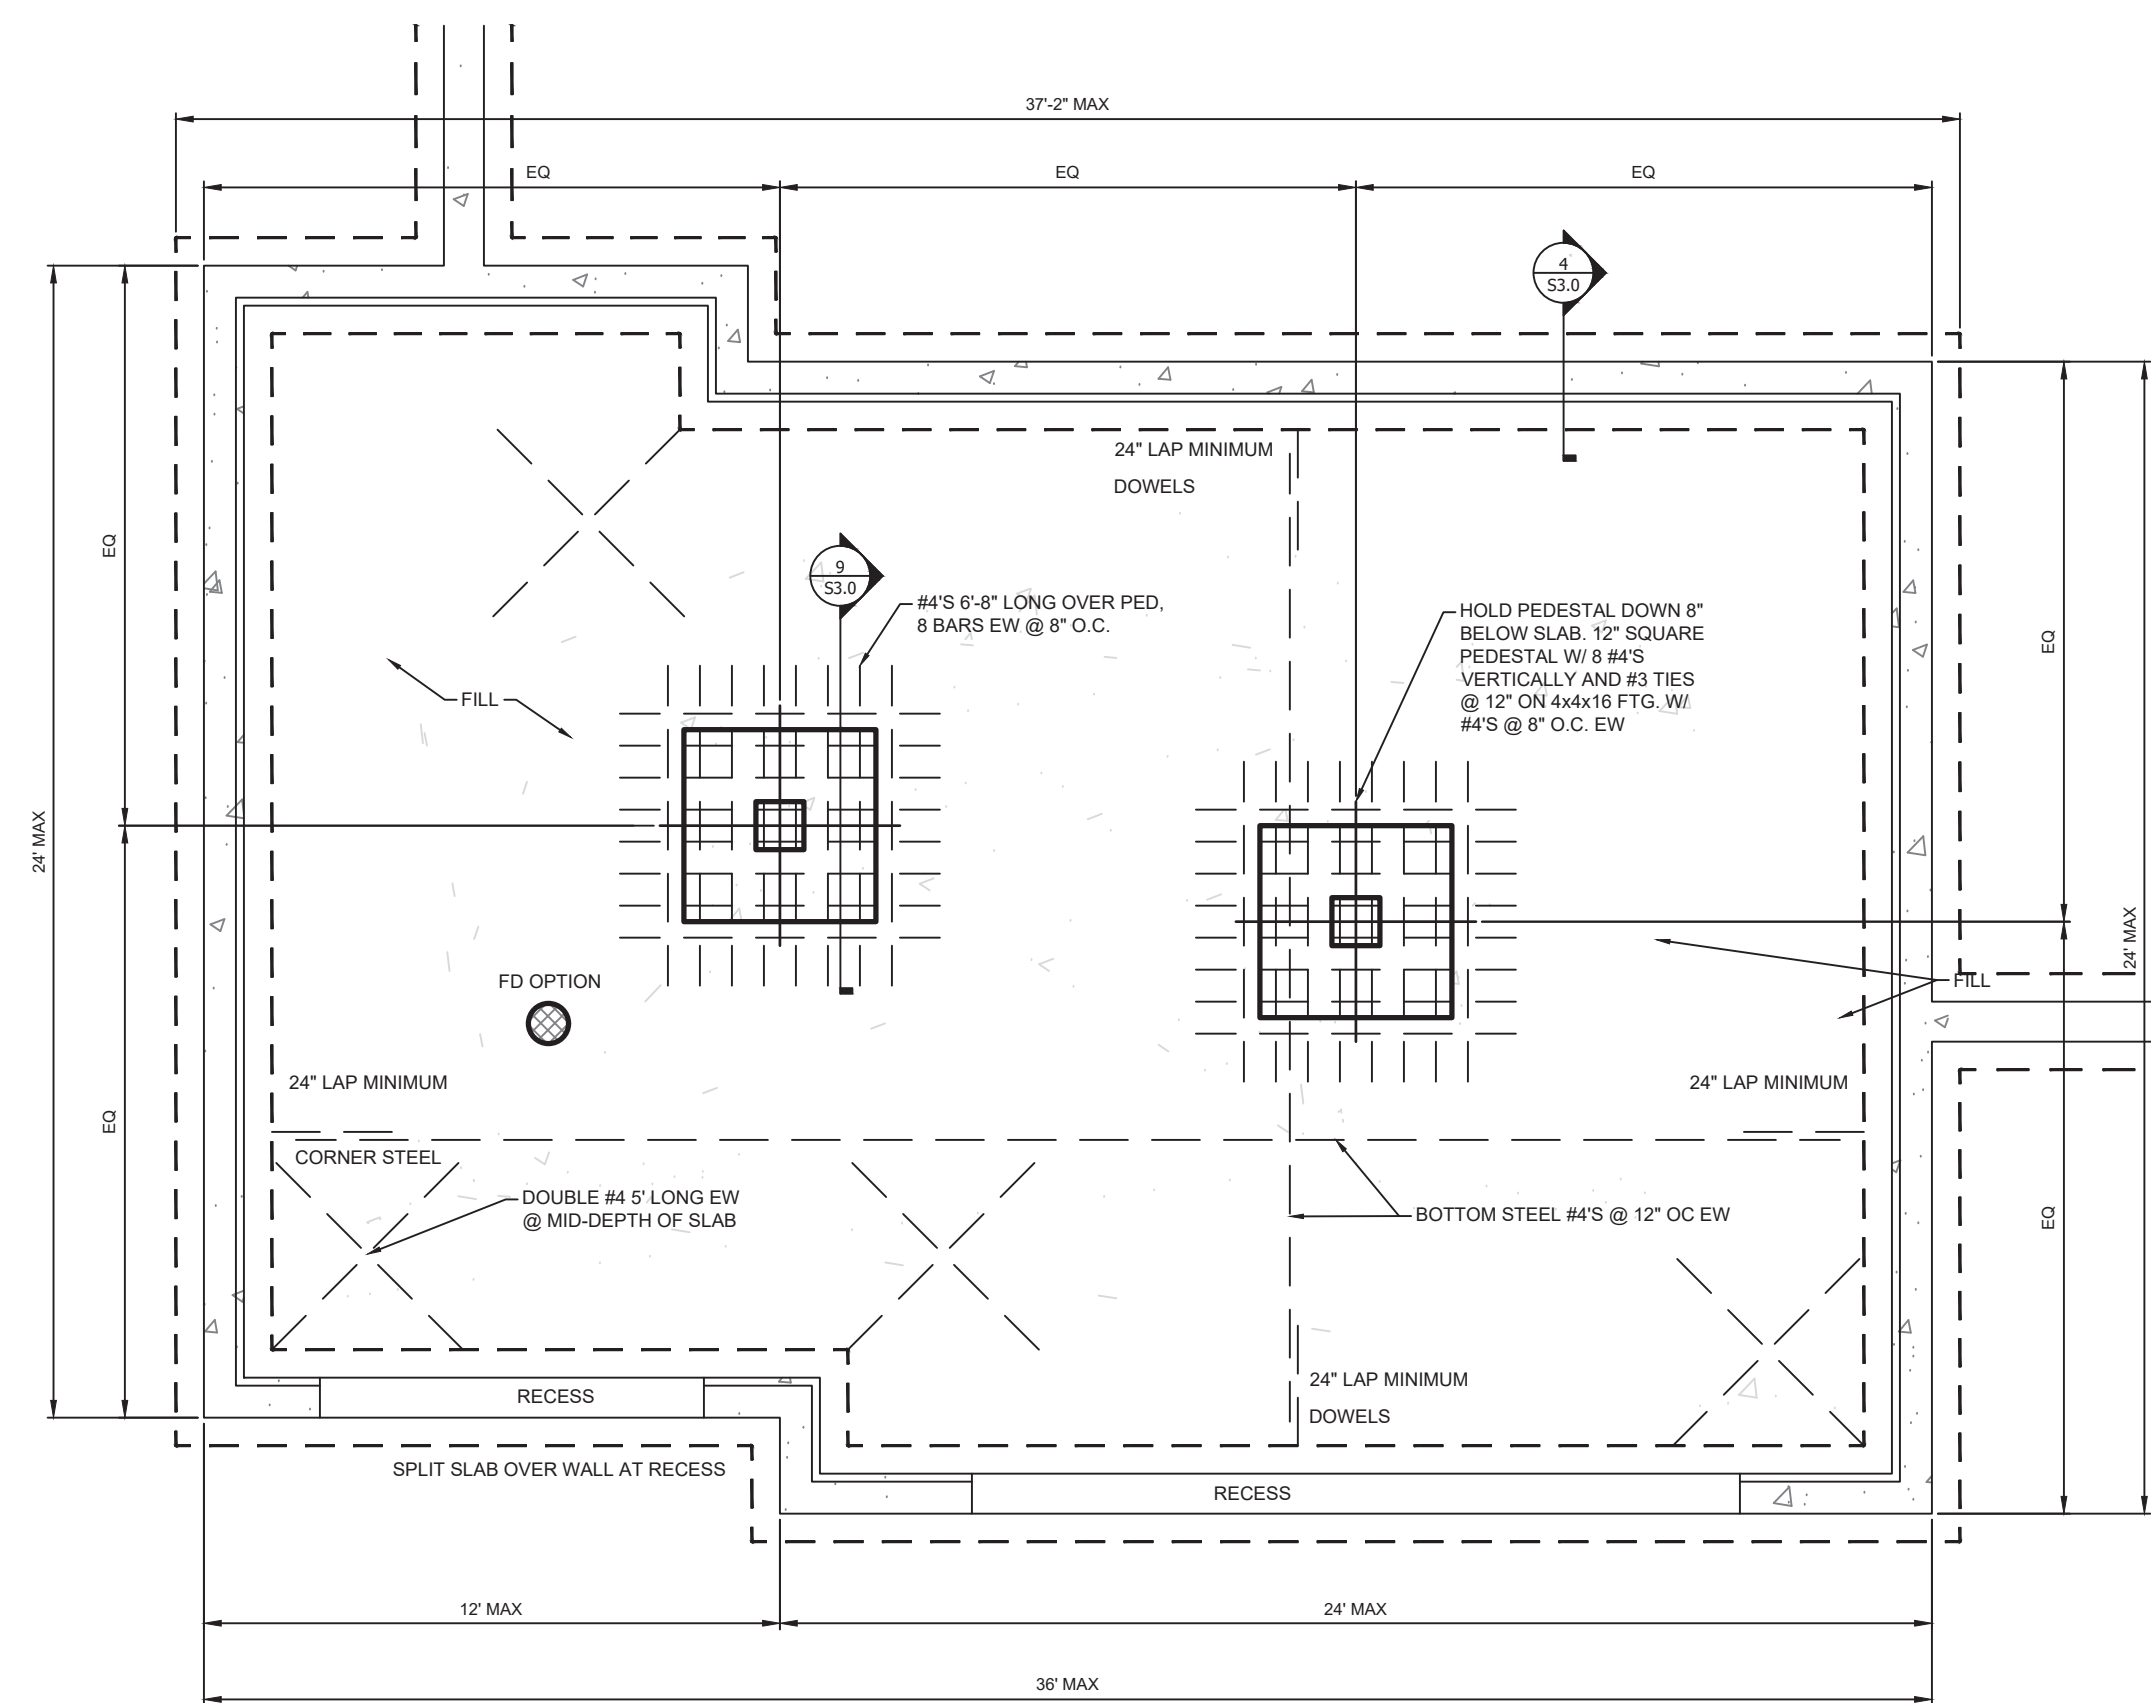 37'-2" MAX
EQ
EQ
EQ
4
S3.0
24" LAP MINIMUM
DOWELS
EQ
9
S3.0
#4'S 6'-8" LONG OVER PED,
8 BARS EW @ 8" O.C.
HOLD PEDESTAL DOWN 8"
BELOW SLAB. 12" SQUARE
PEDESTAL W/ 8 #4'S
VERTICALLY AND #3 TIES
@ 12" ON 4x4x16 FTG. W/
#4'S @ 8" O.C. EW
EQ
FILL
24' MAX
24' MAX
FD OPTION
FILL
24" LAP MINIMUM
24" LAP MINIMUM
EQ
CORNER STEEL
DOUBLE #4 5' LONG EW
@ MID-DEPTH OF SLAB
BOTTOM STEEL #4'S @ 12" OC EW
EQ
24" LAP MINIMUM
DOWELS
RECESS
SPLIT SLAB OVER WALL AT RECESS
RECESS
12' MAX
24' MAX
36' MAX